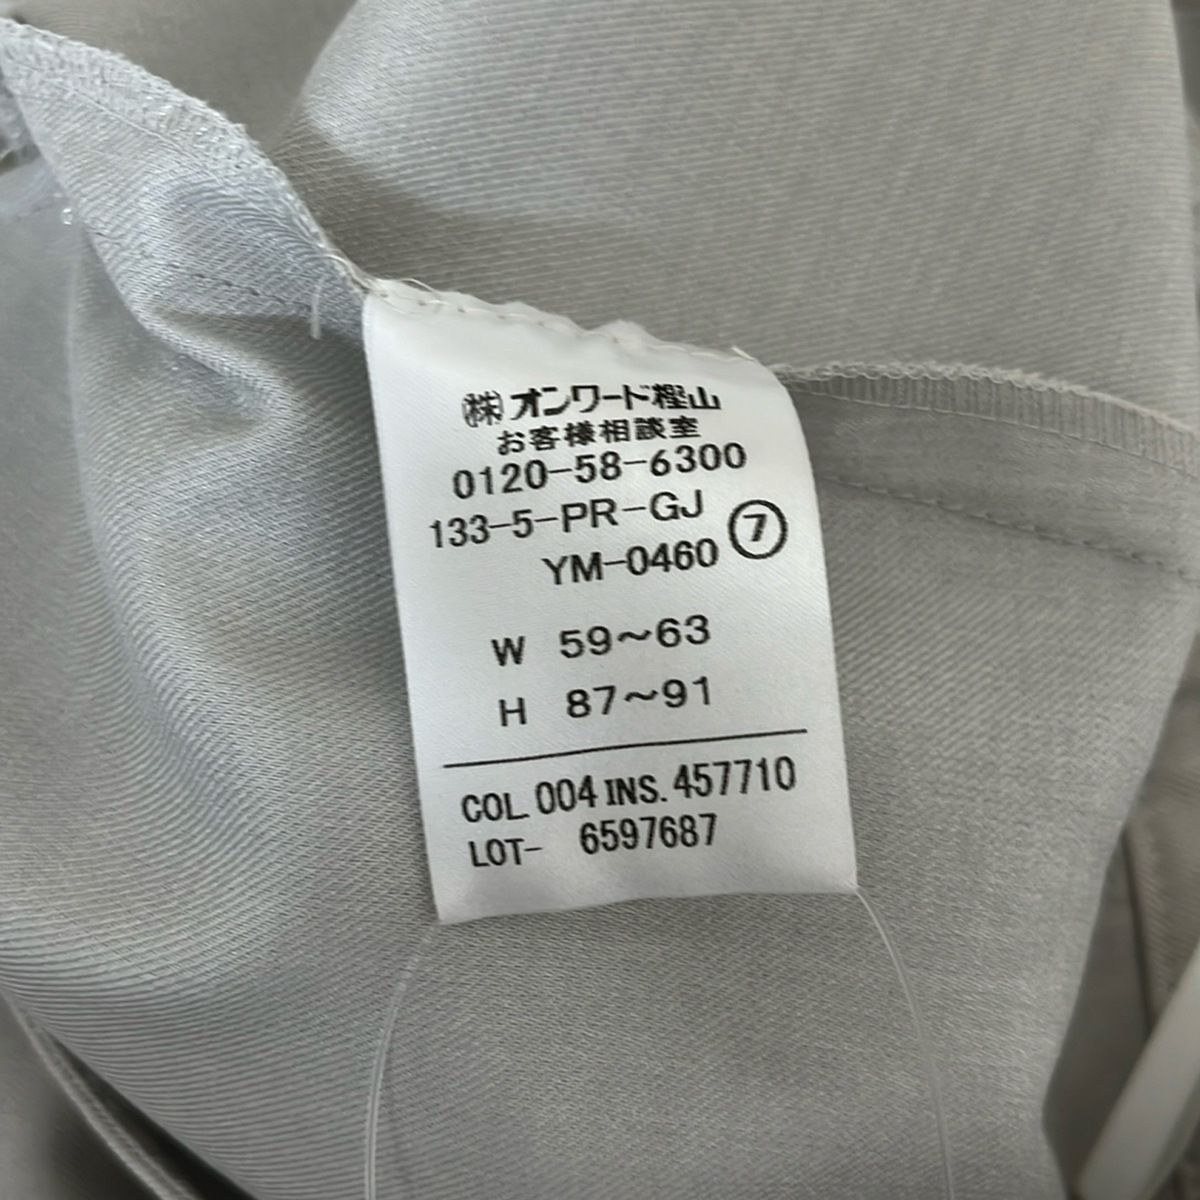 ㈱オンワード樫山
お客様相談室
0120-58-6300
133-5-PR-GJ
YM-0460 ⑦
W 59~63
H 87~91
COL. 004 INS. 457710
LOT- 6597687